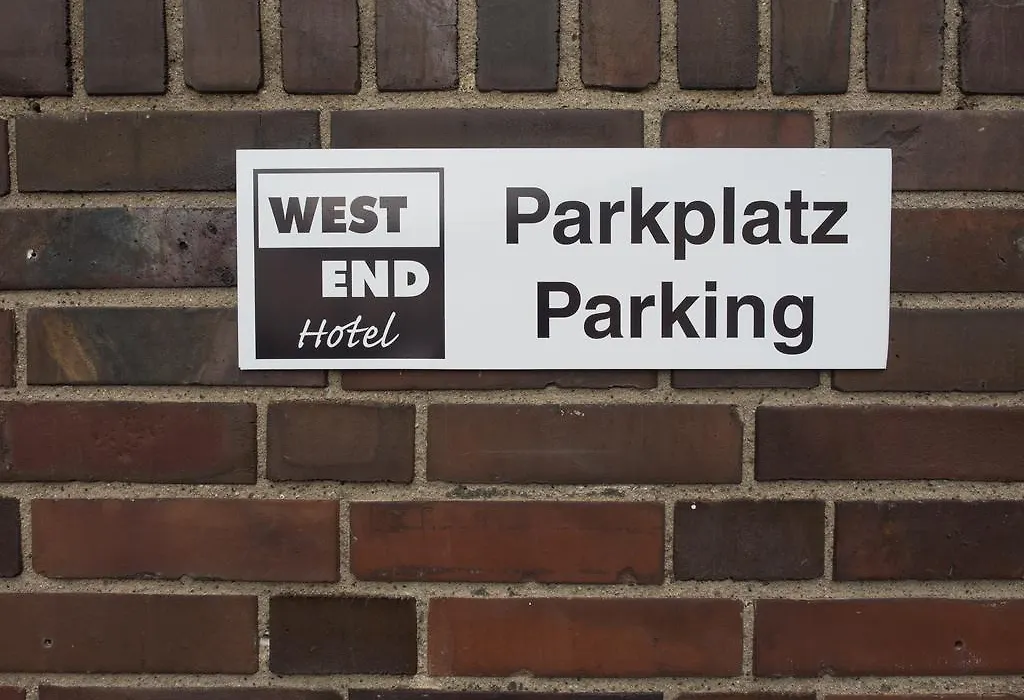 WEST
END
Hotel
Parkplatz
Parking